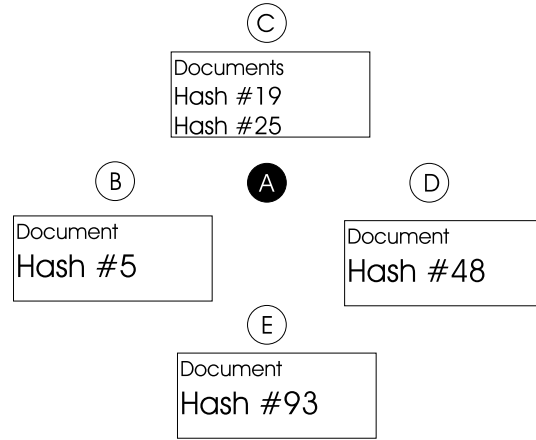 C
Documents
Hash #19
Hash #25
B
A
D
Document
Hash #5
Document
Hash #48
E
Document
Hash #93